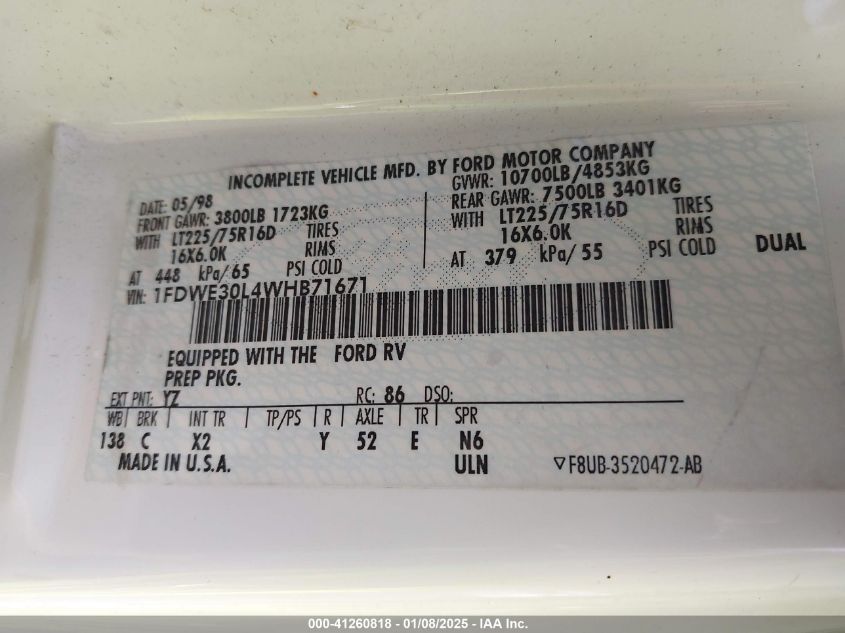 INCOMPLETE VEHICLE MFD. BY FORD MOTOR COMPANY
DATE: 05/98 GVWR: 10700LB/4853KG
FRONT GAWR: 3800LB 1723KG REAR GAWR: 7500LB 3401KG
WITH LT225/75R16D TIRES WITH LT225/75R16D TIRES
16X6.0K RIMS 16X6.0K RIMS
AT 448 kPa/65 PSI COLD AT 379 kPa/55 PSI COLD DUAL
VIN: 1FDWE30L4WHB71671
EQUIPPED WITH THE FORD RV
PREP PKG.
EXT PNT: YZ RC: 86 DSO:
WB BRK INT TR TP/PS R AXLE TR SPR
138 C X2 Y 52 E N6
MADE IN U.S.A. ULN ▽F8UB-3520472-AB
000-41260818 - 01/08/2025 - IAA Inc.